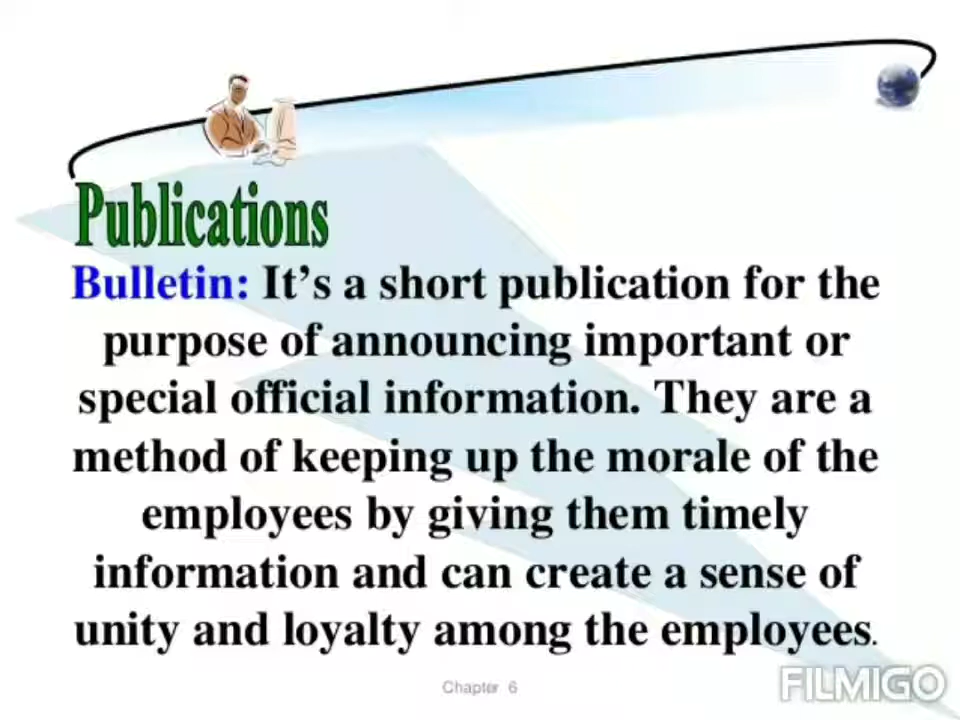 Publications
Bulletin: It’s a short publication for the
purpose of announcing important or
special official information. They are a
method of keeping up the morale of the
employees by giving them timely
information and can create a sense of
unity and loyalty among the employees.
Chapter 6
FILMIGO